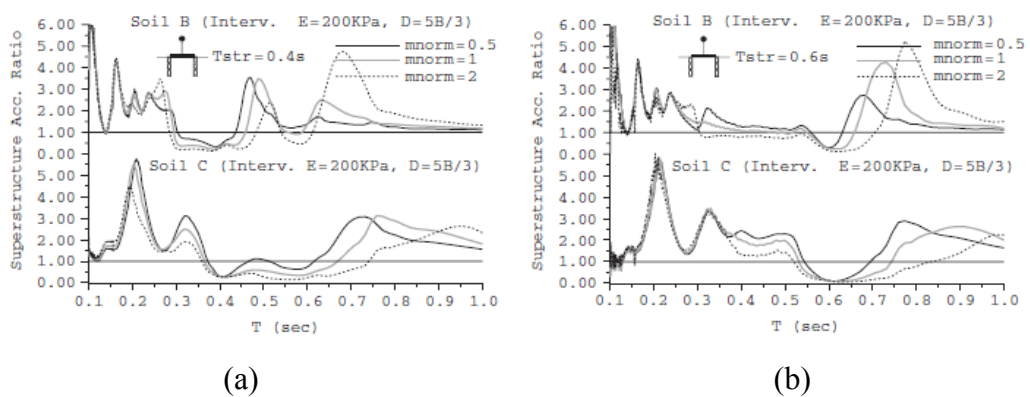 Soil B (Interv. E=200KPa, D=5B/3)
6.00
5.00
4.00
3.00
2.00
1.00
0.00
Tstr=0.4s
mnorm=0.5
mnorm=1
mnorm=2
Soil C (Interv. E=200KPa, D=5B/3)
5.00
4.00
3.00
2.00
1.00
0.00
Superstructure Acc. Ratio
0.1 0.2 0.3 0.4 0.5 0.6 0.7 0.8 0.9 1.0
T (sec)
(a)
Soil B (Interv. E=200KPa, D=5B/3)
6.00
5.00
4.00
3.00
2.00
1.00
0.00
Tstr=0.6s
mnorm=0.5
mnorm=1
mnorm=2
Soil C (Interv. E=200KPa, D=5B/3)
5.00
4.00
3.00
2.00
1.00
0.00
Superstructure Acc. Ratio
0.1 0.2 0.3 0.4 0.5 0.6 0.7 0.8 0.9 1.0
T (sec)
(b)